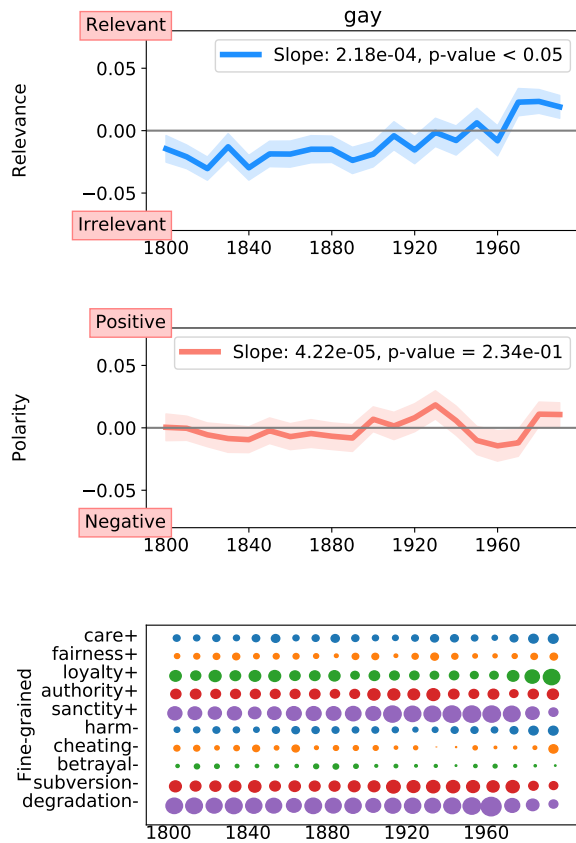 gay
Relevant
Slope: 2.18e-04, p-value < 0.05
0.05
0.00
−0.05
Relevance
Irrelevant
1800 1840 1880 1920 1960
Positive
Slope: 4.22e-05, p-value = 2.34e-01
0.05
0.00
−0.05
Polarity
Negative
1800 1840 1880 1920 1960
Fine-grained
care+
fairness+
loyalty+
authority+
sanctity+
harm-
cheating-
betrayal-
subversion-
degradation-
1800 1840 1880 1920 1960